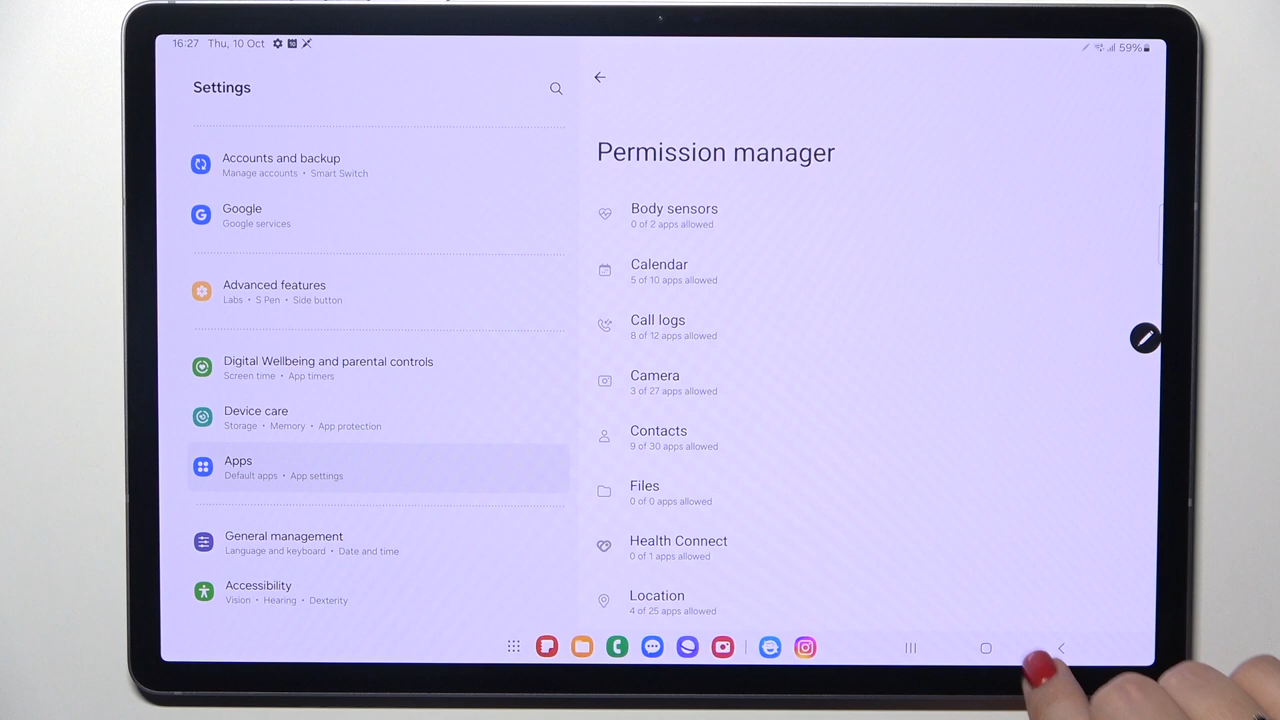 16:27 Thu, 10 Oct
59%
Settings
Accounts and backup
Manage accounts • Smart Switch
Google
Google services
Advanced features
Labs • S Pen • Side button
Digital Wellbeing and parental controls
Screen time • App timers
Device care
Storage • Memory • App protection
Apps
Default apps • App settings
General management
Language and keyboard • Date and time
Accessibility
Vision • Hearing • Dexterity
Permission manager
Body sensors
0 of 2 apps allowed
Calendar
5 of 10 apps allowed
Call logs
8 of 12 apps allowed
Camera
3 of 27 apps allowed
Contacts
9 of 30 apps allowed
Files
0 of 0 apps allowed
Health Connect
0 of 1 apps allowed
Location
4 of 25 apps allowed